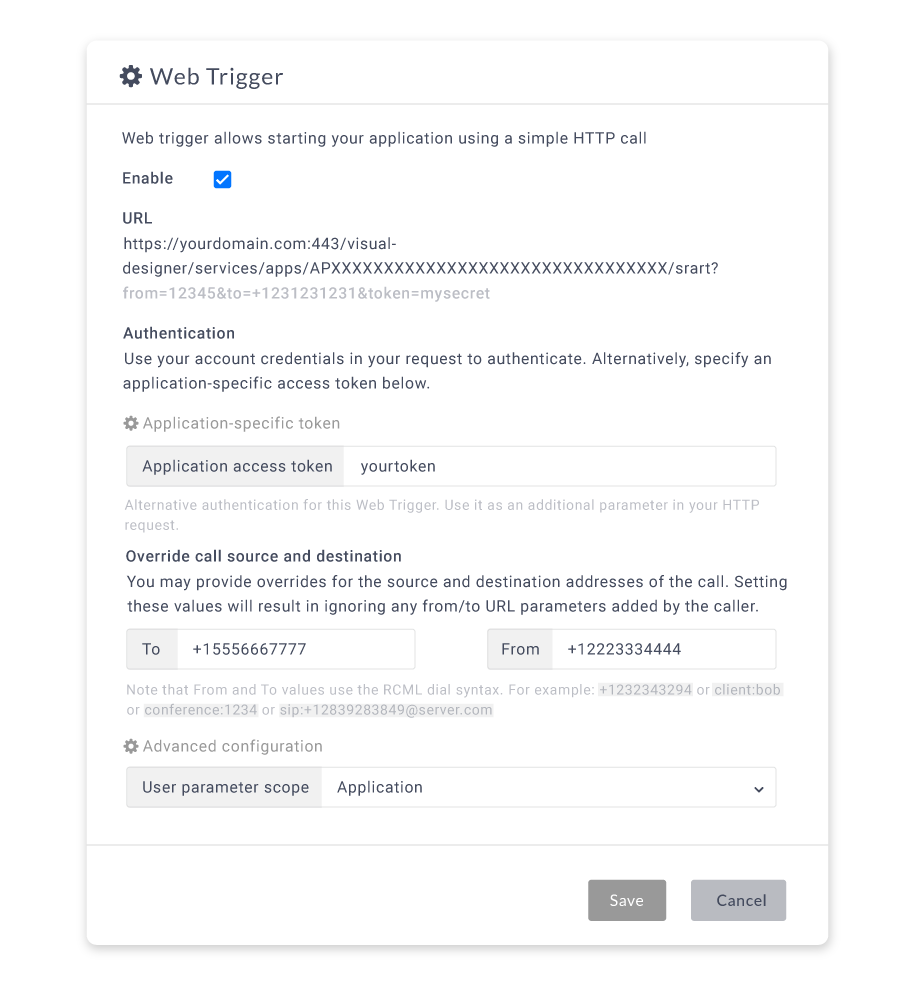 Web Trigger
Web trigger allows starting your application using a simple HTTP call
Enable
URL
https://yourdomain.com:443/visual-
designer/services/apps/APXXXXXXXXXXXXXXXXXXXXXXXXXXXXXXXX/srart?
from=12345&to=+1231231231&token=mysecret
Authentication
Use your account credentials in your request to authenticate. Alternatively, specify an
application-specific access token below.
Application-specific token
Application access token yourtoken
Alternative authentication for this Web Trigger. Use it as an additional parameter in your HTTP
request.
Override call source and destination
You may provide overrides for the source and destination addresses of the call. Setting
these values will result in ignoring any from/to URL parameters added by the caller.
To +15556667777 From +12223334444
Note that From and To values use the RCML dial syntax. For example: +1232343294 or client:bob
or conference:1234 or sip:+12839283849@server.com
Advanced configuration
User parameter scope Application
Save Cancel